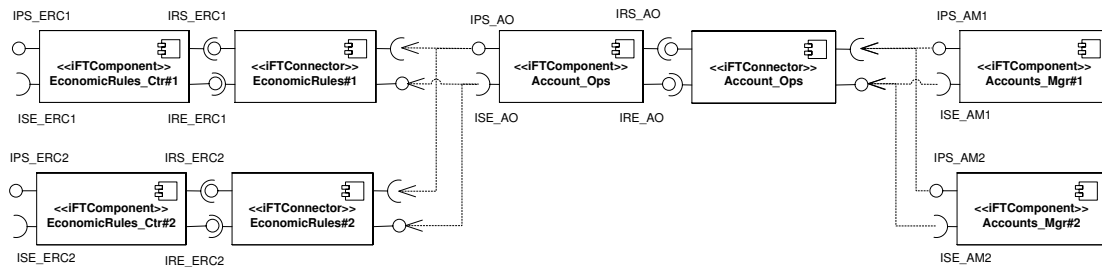 IPS_ERC1
IRS_ERC1
IPS_AO
IRS_AO
IPS_AM1
<<iFTComponent>>
EconomicRules_Ctr#1
<<iFTConnector>>
EconomicRules#1
<<iFTComponent>>
Account_Ops
<<iFTConnector>>
Account_Ops
<<iFTComponent>>
Accounts_Mgr#1
ISE_ERC1
IRE_ERC1
ISE_AO
IRE_AO
ISE_AM1
IPS_ERC2
IRS_ERC2
IPS_AM2
<<iFTComponent>>
EconomicRules_Ctr#2
<<iFTConnector>>
EconomicRules#2
<<iFTComponent>>
Accounts_Mgr#2
ISE_ERC2
IRE_ERC2
ISE_AM2